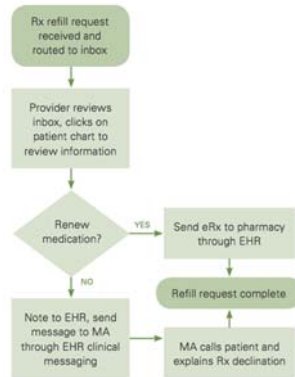 Rx refill request
received and
routed to inbox
Provider reviews
inbox, clicks on
patient chart to
review information
Renew
medication?
YES
Send eRx to pharmacy
through EHR
NO
Refill request complete
Note to EHR, send
message to MA
through EHR clinical
messaging
MA calls patient and
explains Rx declination